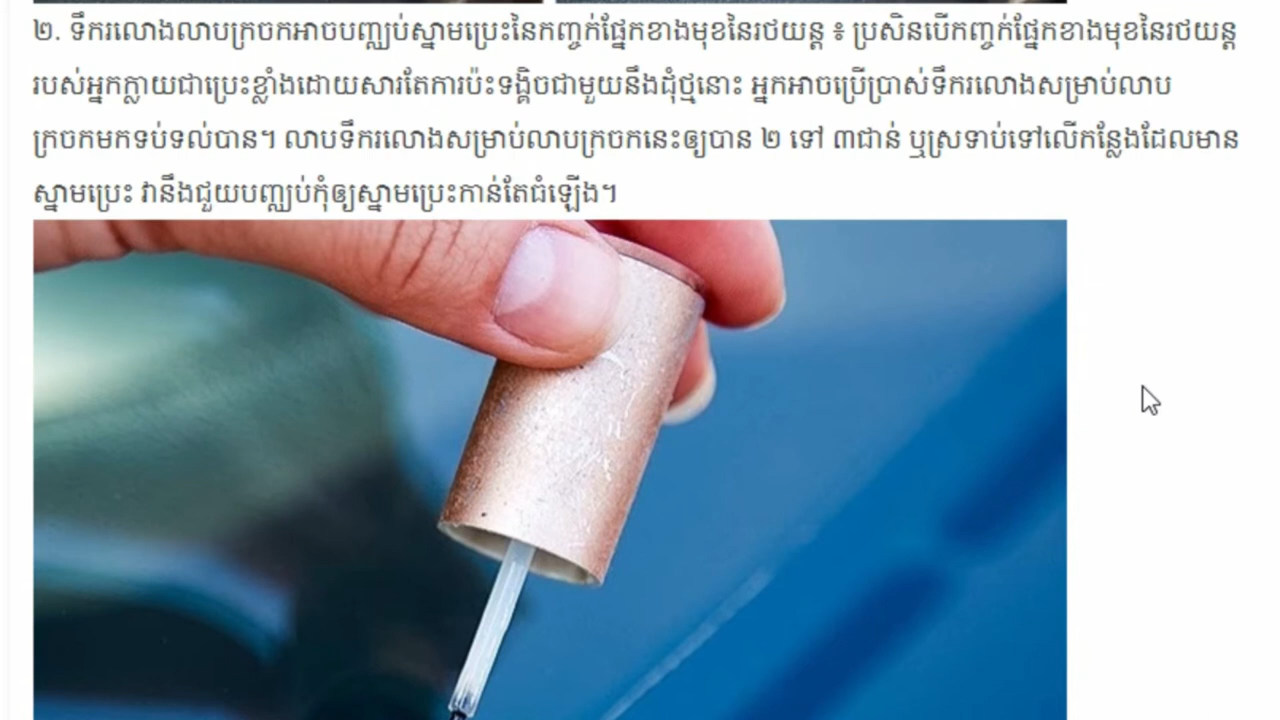 ២. ទឹករលោងលាបក្រចកអាចបញ្ឈប់ស្នាមប្រេះនៃកញ្ចក់ផ្នែកខាងមុខនៃរថយន្ត ៖ ប្រសិនបើកញ្ចក់ផ្នែកខាងមុខនៃរថយន្ត
របស់អ្នកក្លាយជាប្រេះខ្លាំងដោយសារតែការប៉ះទង្គិចជាមួយនឹងដុំថ្មនោះ អ្នកអាចប្រើប្រាស់ទឹករលោងសម្រាប់លាប
ក្រចកមកទប់ទល់បាន។ លាបទឹករលោងសម្រាប់លាបក្រចកនេះឲ្យបាន ២ ទៅ ៣ជាន់ ឬស្រទាប់ទៅលើកន្លែងដែលមាន
ស្នាមប្រេះ វានឹងជួយបញ្ឈប់កុំឲ្យស្នាមប្រេះកាន់តែធំឡើង។